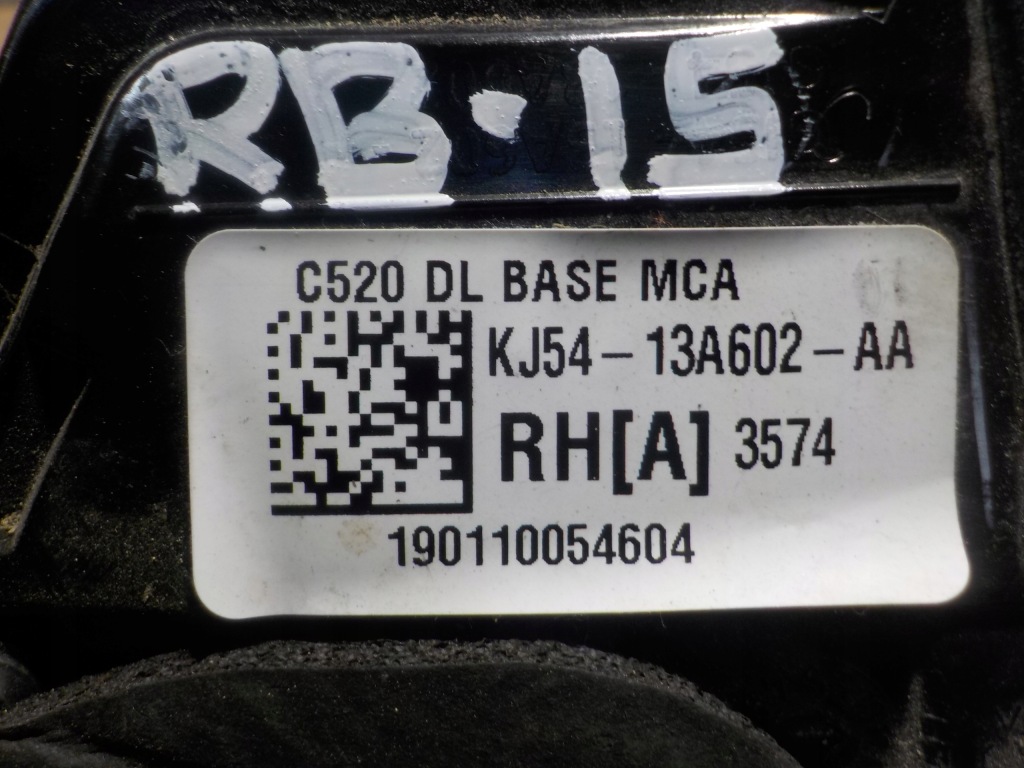 RB·15
C520 DL BASE MCA
KJ54-13A602-AA
RH[A] 3574
190110054604